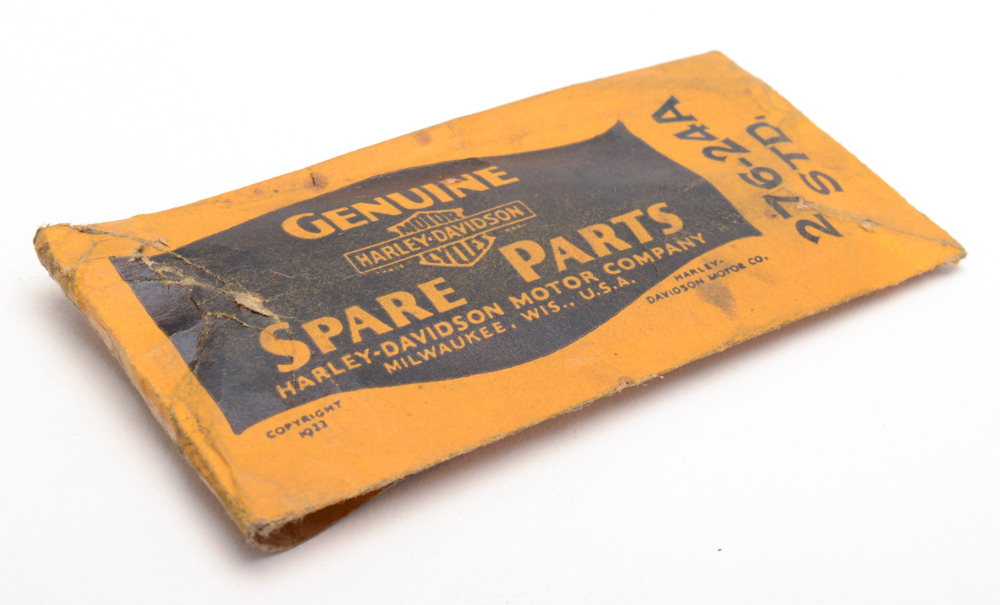 GENUINE
MOTOR
HARLEY-DAVIDSON
CYCLES
SPARE PARTS
HARLEY-DAVIDSON MOTOR COMPANY
MILWAUKEE, WIS., U.S.A.
COPYRIGHT
1922
HARLEY-
DAVIDSON MOTOR CO.
276-24A
STD.